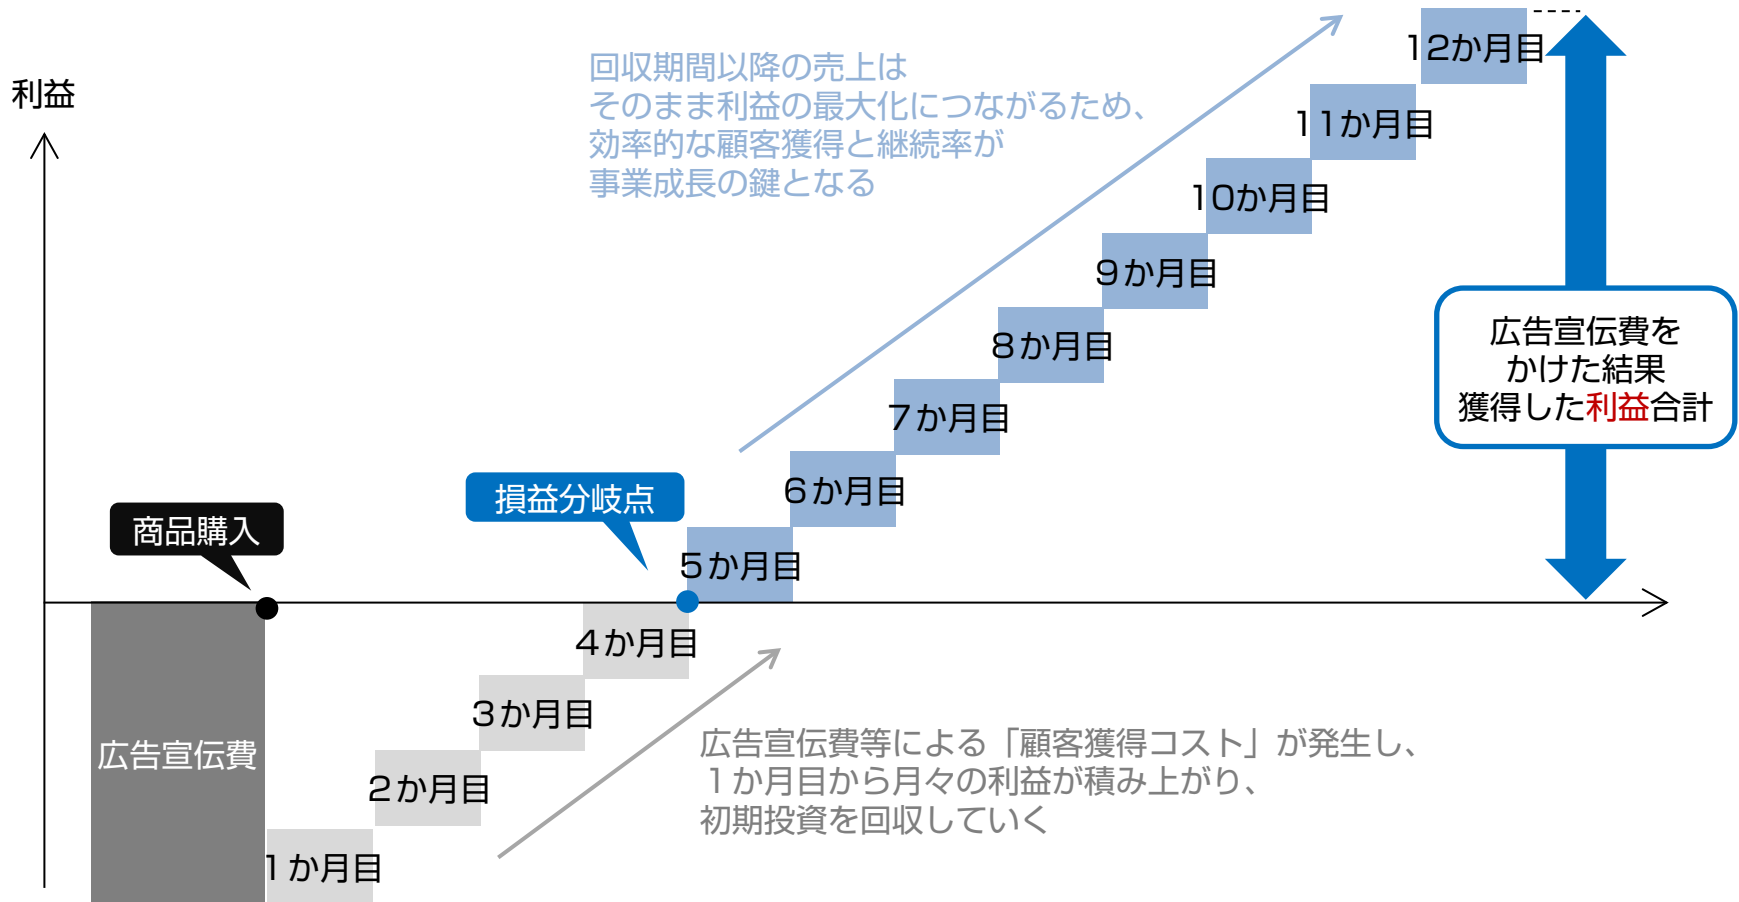 利益
回収期間以降の売上は
そのまま利益の最大化につながるため、
効率的な顧客獲得と継続率が
事業成長の鍵となる
12か月目
11か月目
10か月目
9か月目
8か月目
7か月目
6か月目
5か月目
広告宣伝費を
かけた結果
獲得した利益合計
損益分岐点
商品購入
4か月目
3か月目
2か月目
1か月目
広告宣伝費
広告宣伝費等による「顧客獲得コスト」が発生し、
1か月目から月々の利益が積み上がり、
初期投資を回収していく